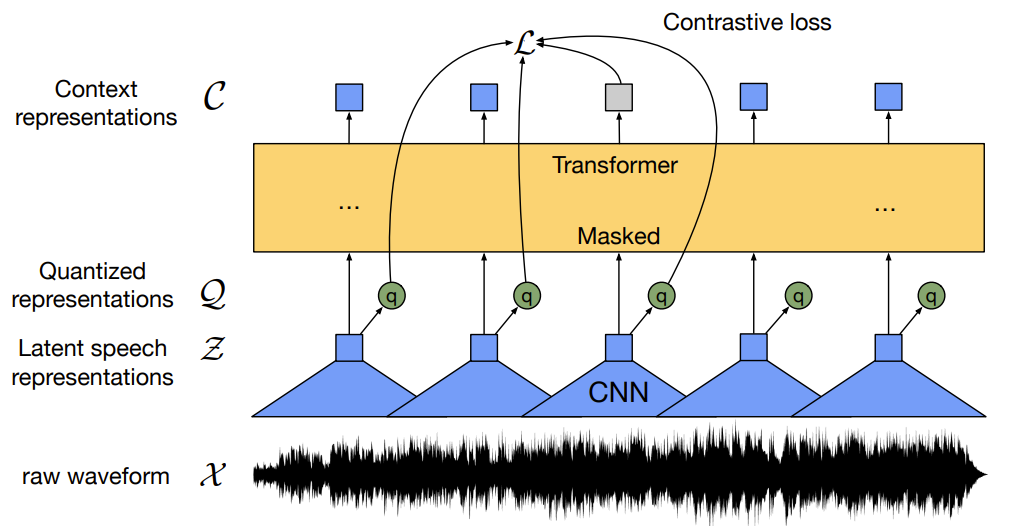 Contrastive loss
ℒ
Context
representations 𝒞
Transformer
... ...
Masked
Quantized
representations 𝒬
q q q q q
Latent speech
representations 𝒵
CNN
raw waveform 𝒳